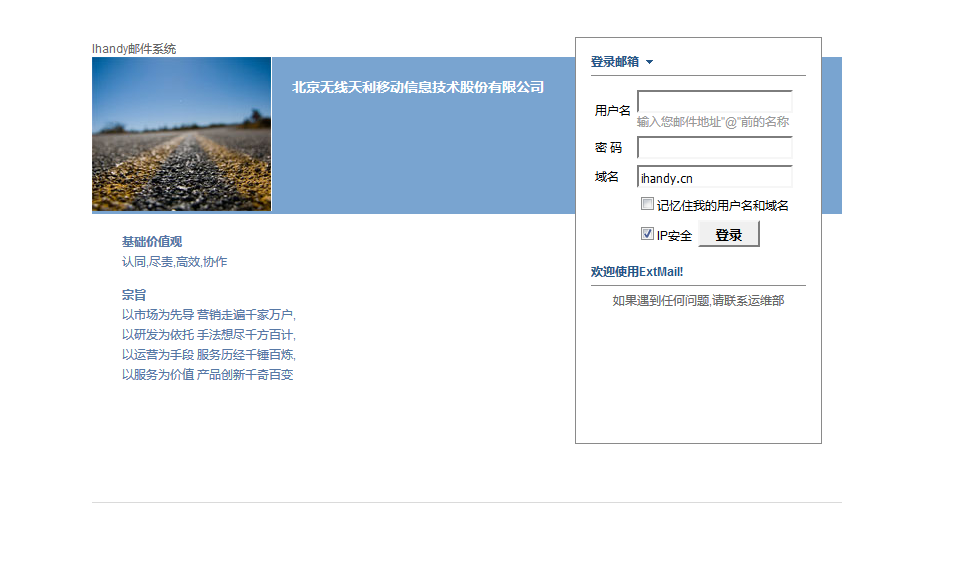 Ihandy邮件系统
北京无线天利移动信息技术股份有限公司
基础价值观
认同,尽责,高效,协作
宗旨
以市场为先导 营销走遍千家万户,
以研发为依托 手法想尽千方百计,
以运营为手段 服务历经千锤百炼,
以服务为价值 产品创新千奇百变
登录邮箱
用户名
输入您邮件地址"@"前的名称
密 码
域名 ihandy.cn
记忆住我的用户名和域名
IP安全 登录
欢迎使用ExtMail!
如果遇到任何问题,请联系运维部